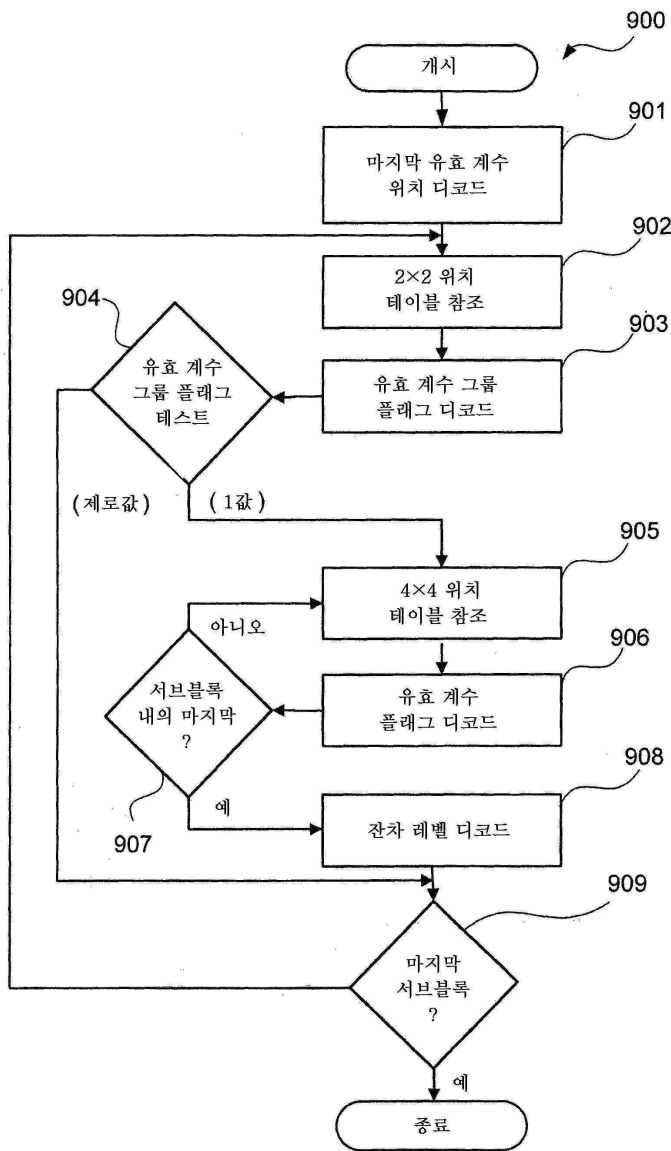 900
개시
901
마지막 유효 계수
위치 디코드
902
2×2 위치
테이블 참조
903
유효 계수 그룹
플래그 디코드
904
유효 계수
그룹 플래그
테스트
(제로값)
(1값)
905
4×4 위치
테이블 참조
아니오
906
유효 계수
플래그 디코드
서브블록
내의 마지막
?
907
예
908
잔차 레벨 디코드
909
마지막
서브블록
?
예
종료